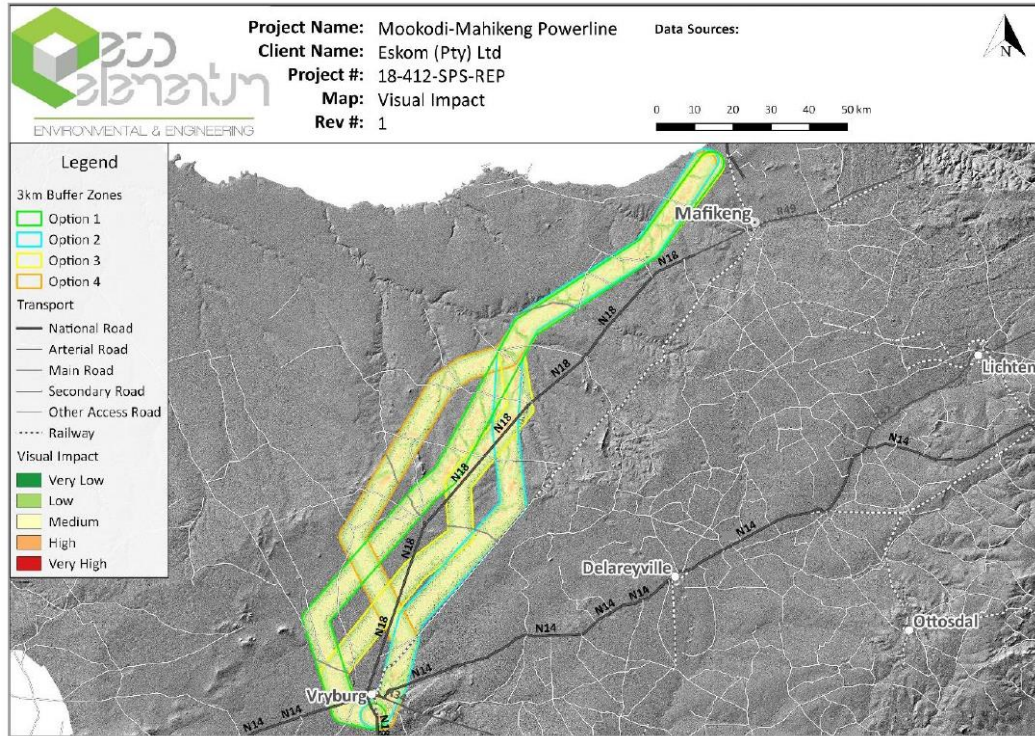 eco
elementum
ENVIRONMENTAL & ENGINEERING
Project Name: Mookodi-Mahikeng Powerline
Client Name: Eskom (Pty) Ltd
Project #: 18-412-SPS-REP
Map: Visual Impact
Rev #: 1
Data Sources:
N
0 10 20 30 40 50 km
Legend
3km Buffer Zones
Option 1
Option 2
Option 3
Option 4
Transport
National Road
Arterial Road
Main Road
Secondary Road
Other Access Road
Railway
Visual Impact
Very Low
Low
Medium
High
Very High
Mafikeng
R49
N18
N18
Lichten
N18
N18
N14
N18
N14
N18
Delareyville
N14
N14
Ottosdal
N18
N14
N14
Vryburg
R34
N14
N14
N18